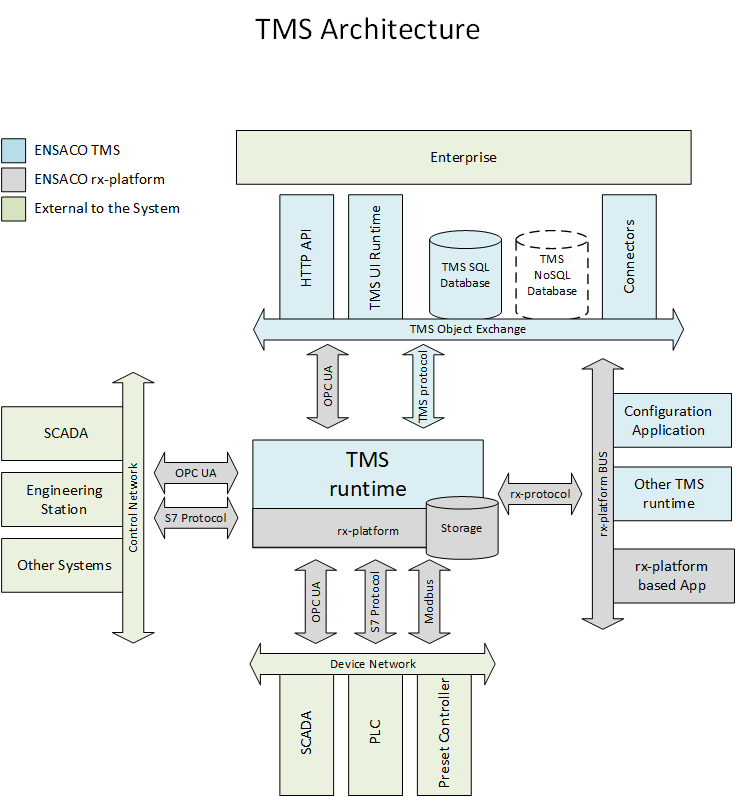 TMS Architecture
ENSACO TMS
ENSACO rx-platform
External to the System
Enterprise
HTTP API
TMS UI Runtime
TMS SQL
Database
TMS
NoSQL
Database
Connectors
TMS Object Exchange
OPC UA
TMS protocol
SCADA
Engineering
Station
Other Systems
Control Network
OPC UA
S7 Protocol
TMS
runtime
rx-platform
Storage
rx-protocol
rx-platform BUS
Configuration
Application
Other TMS
runtime
rx-platform
based App
OPC UA
S7 Protocol
Modbus
Device Network
SCADA
PLC
Preset Controller